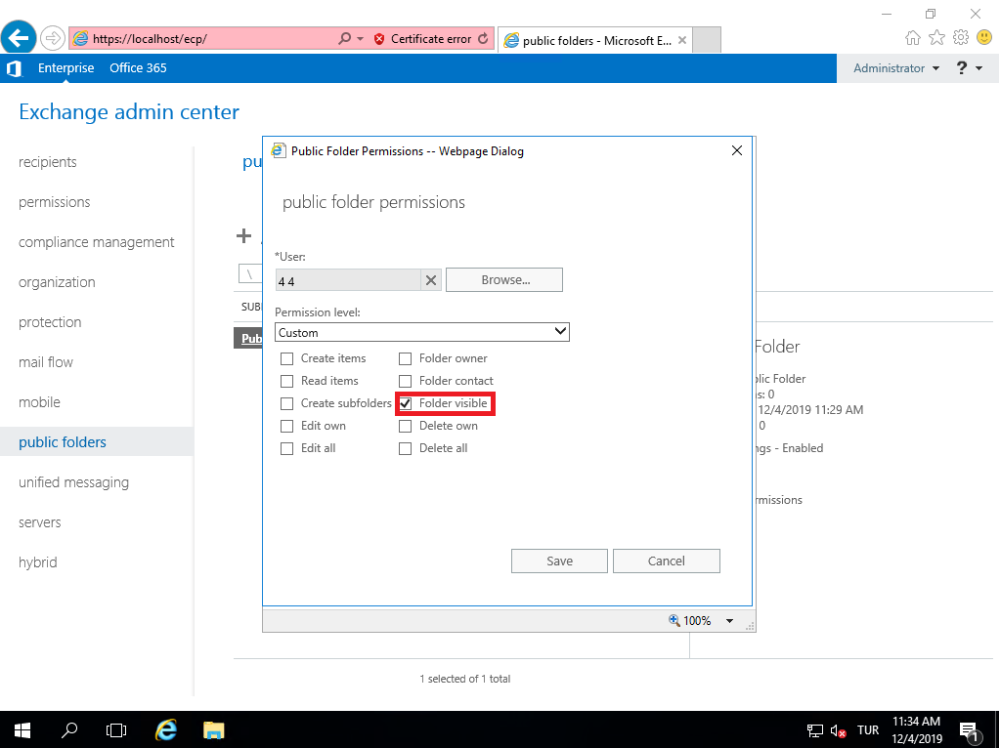 https://localhost/ecp/
Certificate error
public folders - Microsoft E...
Enterprise
Office 365
Administrator
?
Exchange admin center
recipients
permissions
compliance management
organization
protection
mail flow
mobile
public folders
unified messaging
servers
hybrid
pu
\
SUB
Pub
Public Folder Permissions -- Webpage Dialog
public folder permissions
*User:
4 4
Browse...
Permission level:
Custom
Create items
Folder owner
Read items
Folder contact
Create subfolders
Folder visible
Edit own
Delete own
Edit all
Delete all
Save
Cancel
100%
Folder
lic Folder
s: 0
12/4/2019 11:29 AM
0
ngs - Enabled
missions
1 selected of 1 total
TUR
11:34 AM
12/4/2019
1